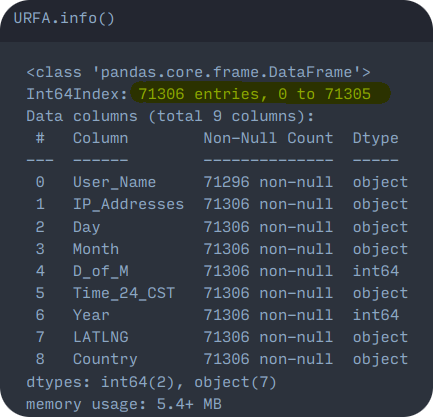 URFA.info()
<class 'pandas.core.frame.DataFrame'>
Int64Index: 71306 entries, 0 to 71305
Data columns (total 9 columns):
 #   Column        Non-Null Count  Dtype
---  ------        --------------  -----
 0   User_Name     71296 non-null  object
 1   IP_Addresses  71306 non-null  object
 2   Day           71306 non-null  object
 3   Month         71306 non-null  object
 4   D_of_M        71306 non-null  int64
 5   Time_24_CST   71306 non-null  object
 6   Year          71306 non-null  int64
 7   LATLNG        71306 non-null  object
 8   Country       71306 non-null  object
dtypes: int64(2), object(7)
memory usage: 5.4+ MB